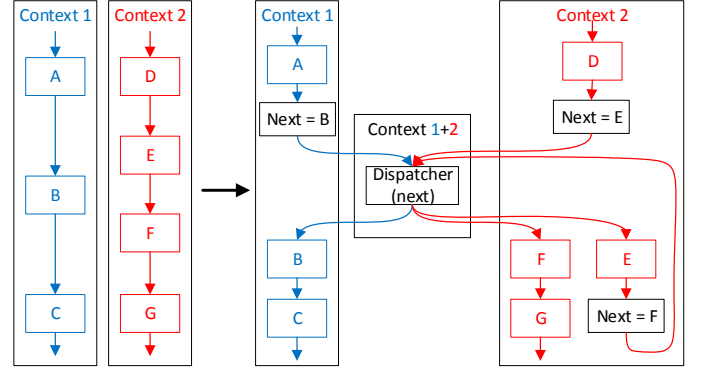 Context 1
A
B
C
Context 2
D
E
F
G
Context 1
A
Next = B
B
C
Context 1+2
Dispatcher
(next)
Context 2
D
Next = E
F
G
E
Next = F